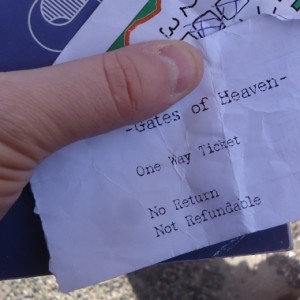 -Gates of Heaven-
One Way Ticket
No Return
Not Refundable